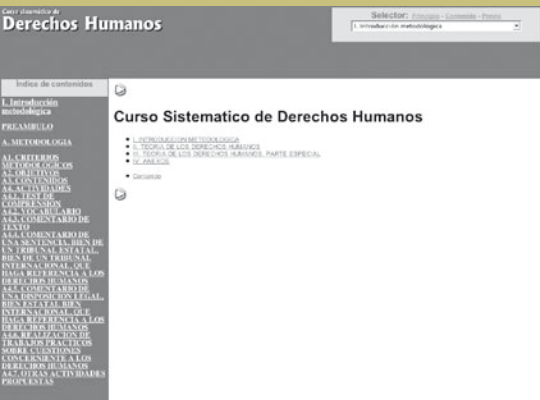 Curso sistemático de
Derechos Humanos
Selector: Principio - Contenido - Previo
I. Introducción metodológica
Índice de contenidos
I. Introducción
metodológica
PREAMBULO
A. METODOLOGIA
A1. CRITERIOS
METODOLOGICOS
A2. OBJETIVOS
A3. CONTENIDOS
A4. ACTIVIDADES
A4.1. TEST DE
COMPRENSIÓN
A4.2. VOCABULARIO
A4.3. COMENTARIO DE
TEXTO
A4.4. COMENTARIO DE
UNA SENTENCIA, BIEN DE
UN TRIBUNAL ESTATAL,
BIEN DE UN TRIBUNAL
INTERNACIONAL, QUE
HAGA REFERENCIA A LOS
DERECHOS HUMANOS
A4.5. COMENTARIO DE
UNA DISPOSICION LEGAL,
BIEN ESTATAL, BIEN
INTERNACIONAL, QUE
HAGA REFERENCIA A LOS
DERECHOS HUMANOS
A4.6. REALIZACION DE
TRABAJOS PRACTICOS
SOBRE CUESTIONES
CONCERNIENTE A LOS
DERECHOS HUMANOS
A4.7. OTRAS ACTIVIDADES
PROPUESTAS
Curso Sistematico de Derechos Humanos
I. INTRODUCCION METODOLOGICA
II. TEORIA DE LOS DERECHOS HUMANOS
III. TEORIA DE LOS DERECHOS HUMANOS. PARTE ESPECIAL
IV. ANEXOS
Contenido